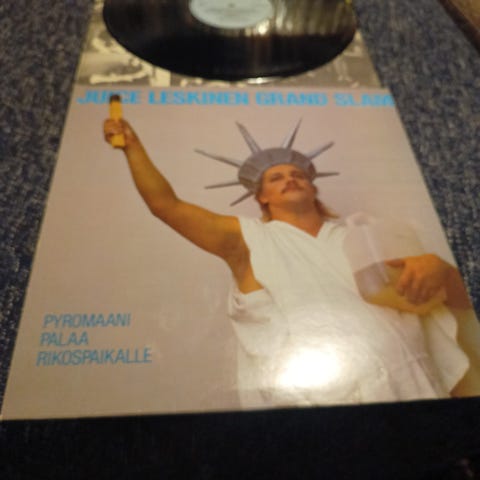 JUICE LESKINEN GRAND SLAM
PYROMAANI
PALAA
RIKOSPAIKALLE